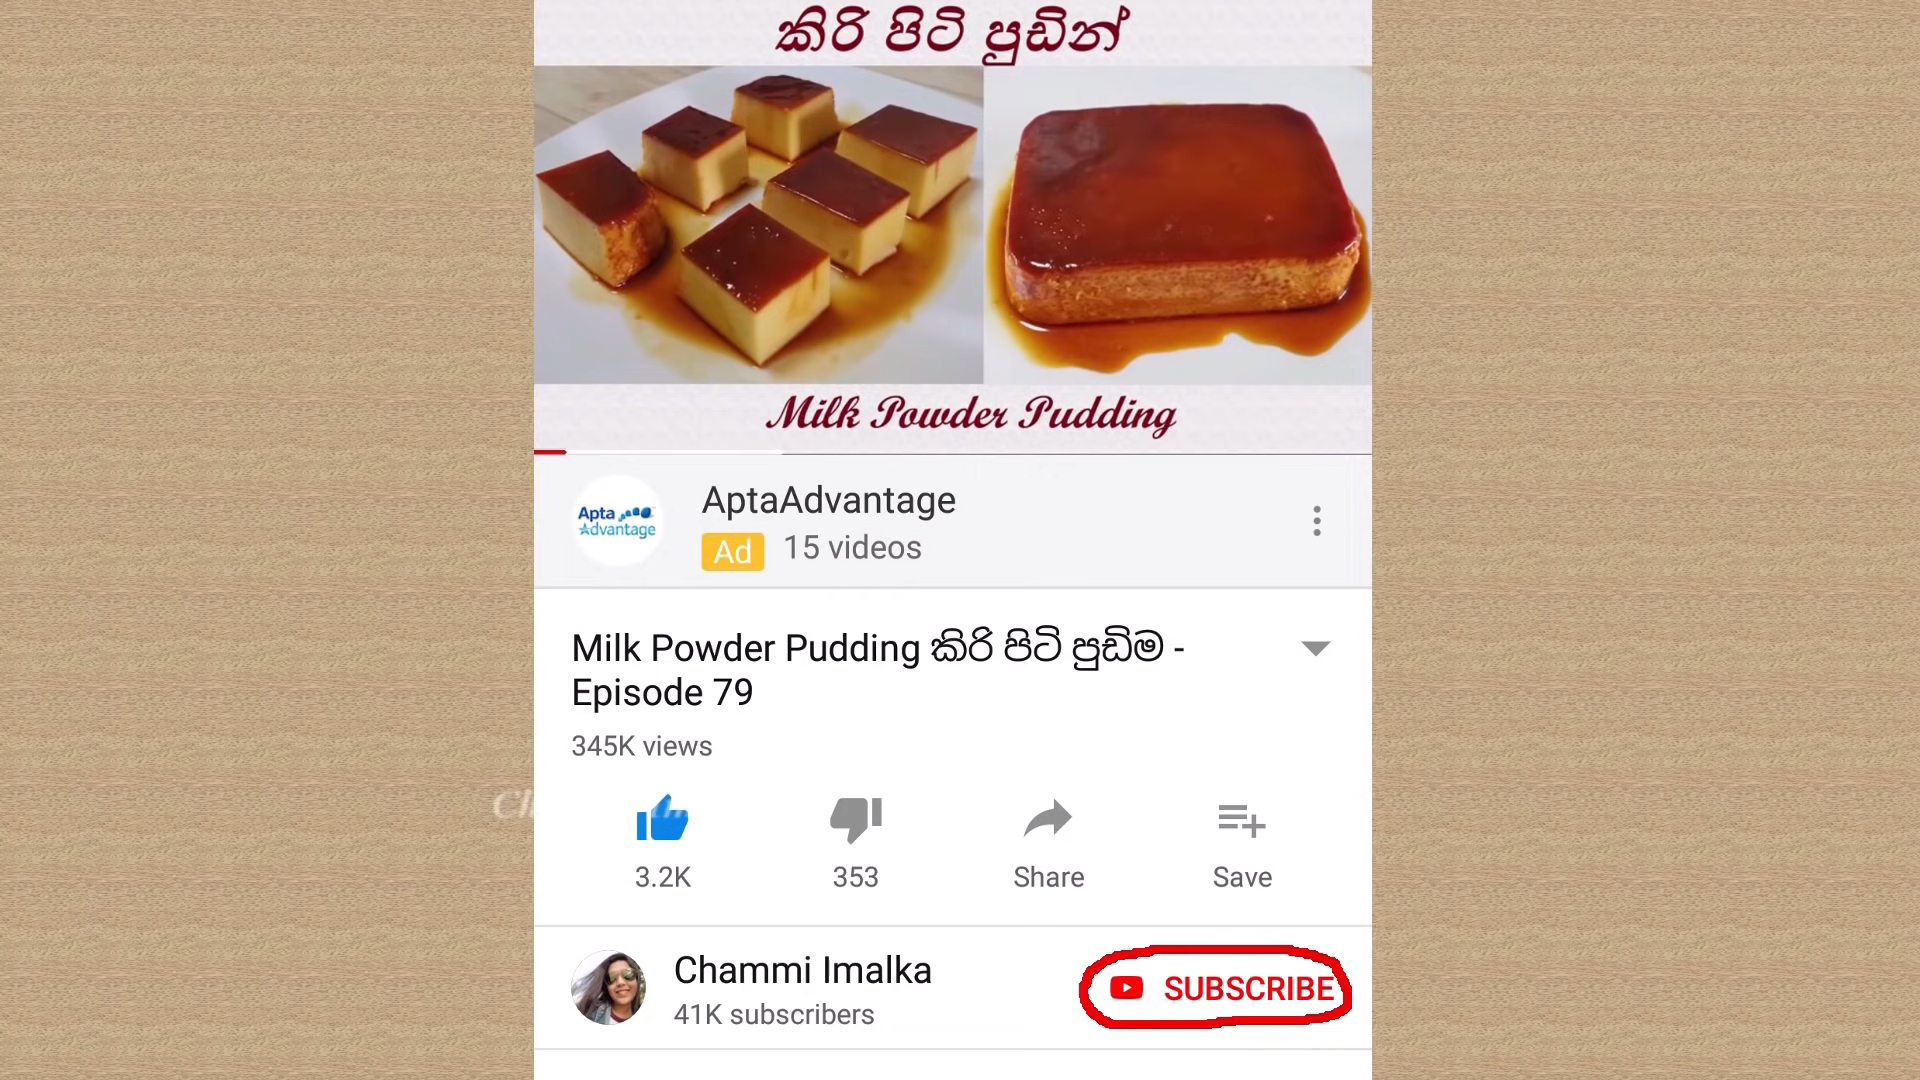 කිරි පිටි පුඩින්
Milk Powder Pudding
Apta
Advantage
AptaAdvantage
Ad 15 videos
Milk Powder Pudding කිරි පිටි පුඩිම -
Episode 79
345K views
3.2K 353 Share Save
Chammi Imalka
41K subscribers
SUBSCRIBE